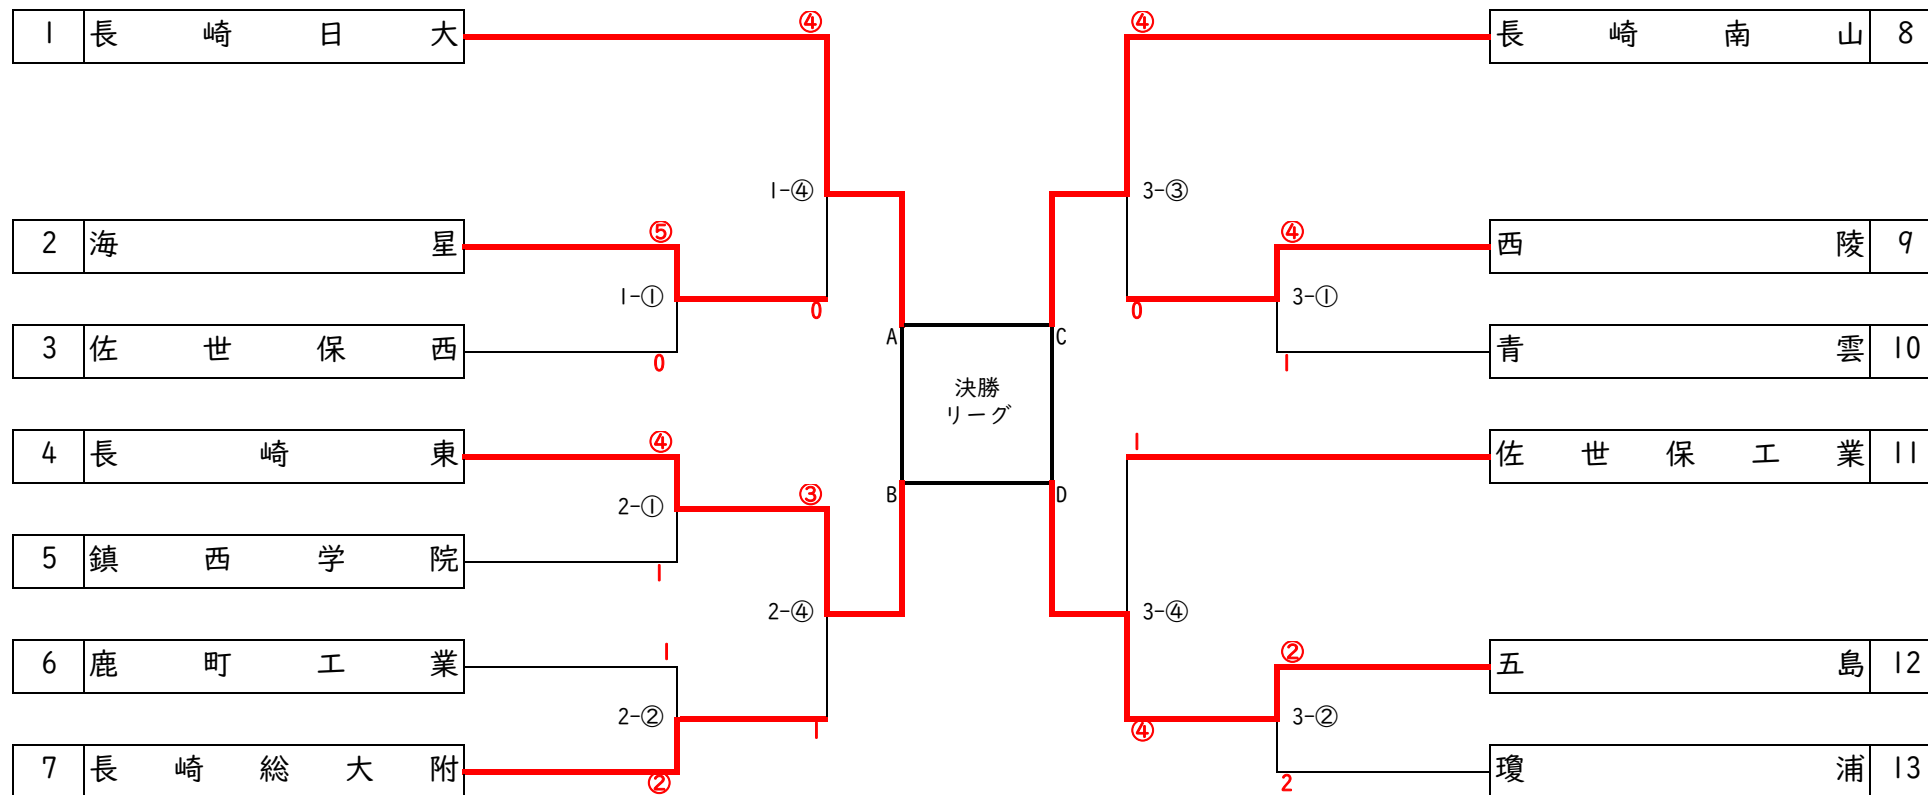 1 長崎日大 ④
④ 長崎南山 8
1-④
3-③
2 海星 ⑤
④ 西陵 9
1-①
3-①
0
0
3 佐世保西 0
1 青雲 10
A
C
決勝
リーグ
4 長崎東 ④
1 佐世保工業 11
B
D
2-①
③
5 鎮西学院 1
2-④
3-④
6 鹿町工業 1
② 五島 12
2-②
3-②
1
④
7 長崎総大附 ②
2 瓊浦 13